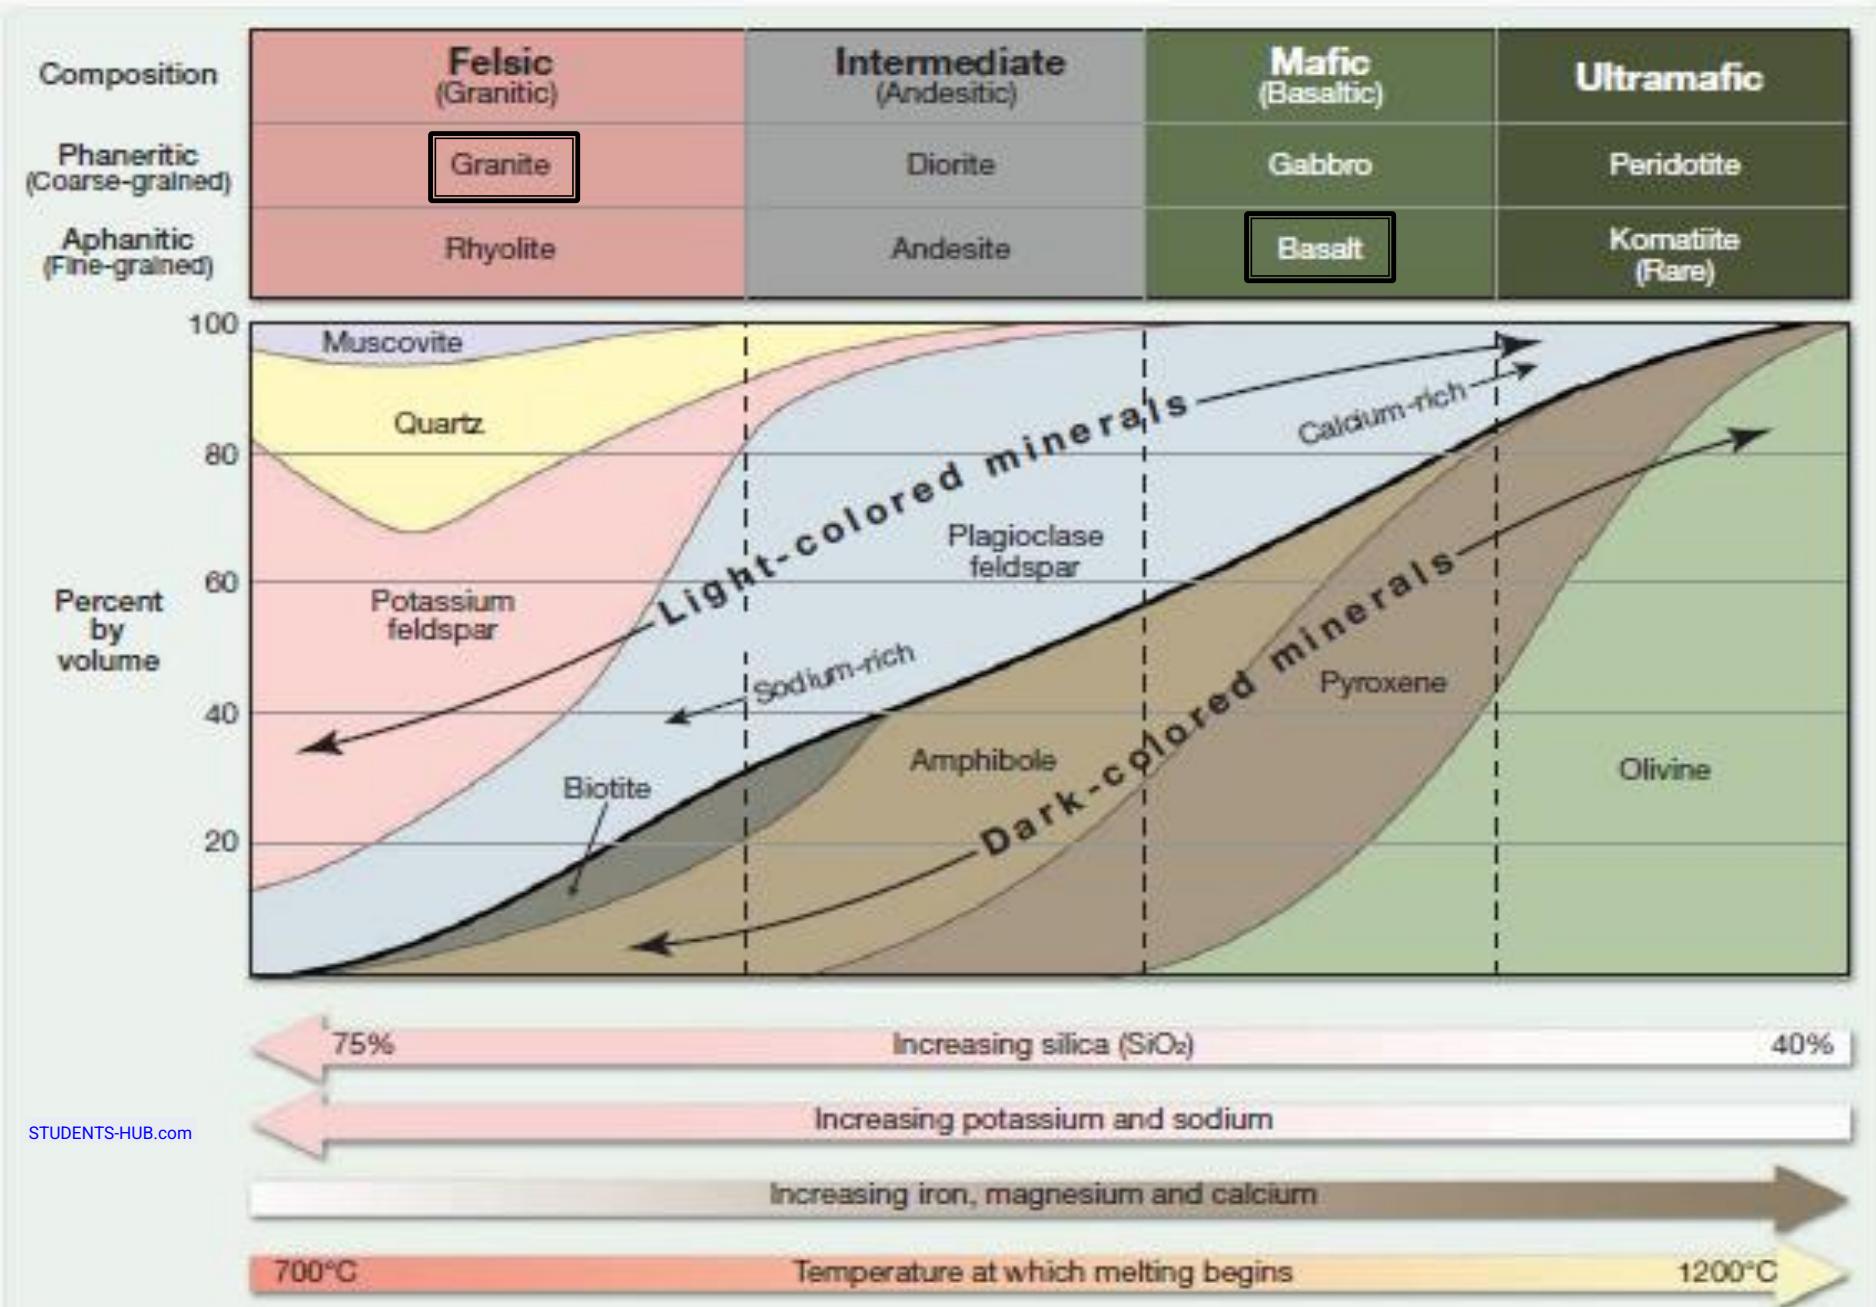 Composition
Felsic
(Granitic)
Intermediate
(Andesitic)
Mafic
(Basaltic)
Ultramafic
Phaneritic
(Coarse-grained)
Granite
Diorite
Gabbro
Peridotite
Aphanitic
(Fine-grained)
Rhyolite
Andesite
Basalt
Komatiite
(Rare)
100
80
60
40
20
Percent
by
volume
Muscovite
Quartz
Potassium
feldspar
Light-colored minerals
Calcium-rich
Plagioclase
feldspar
Sodium-rich
Biotite
Amphibole
Dark-colored minerals
Pyroxene
Olivine
75% Increasing silica (SiO₂) 40%
Increasing potassium and sodium
STUDENTS-HUB.com
Increasing iron, magnesium and calcium
700°C Temperature at which melting begins 1200°C